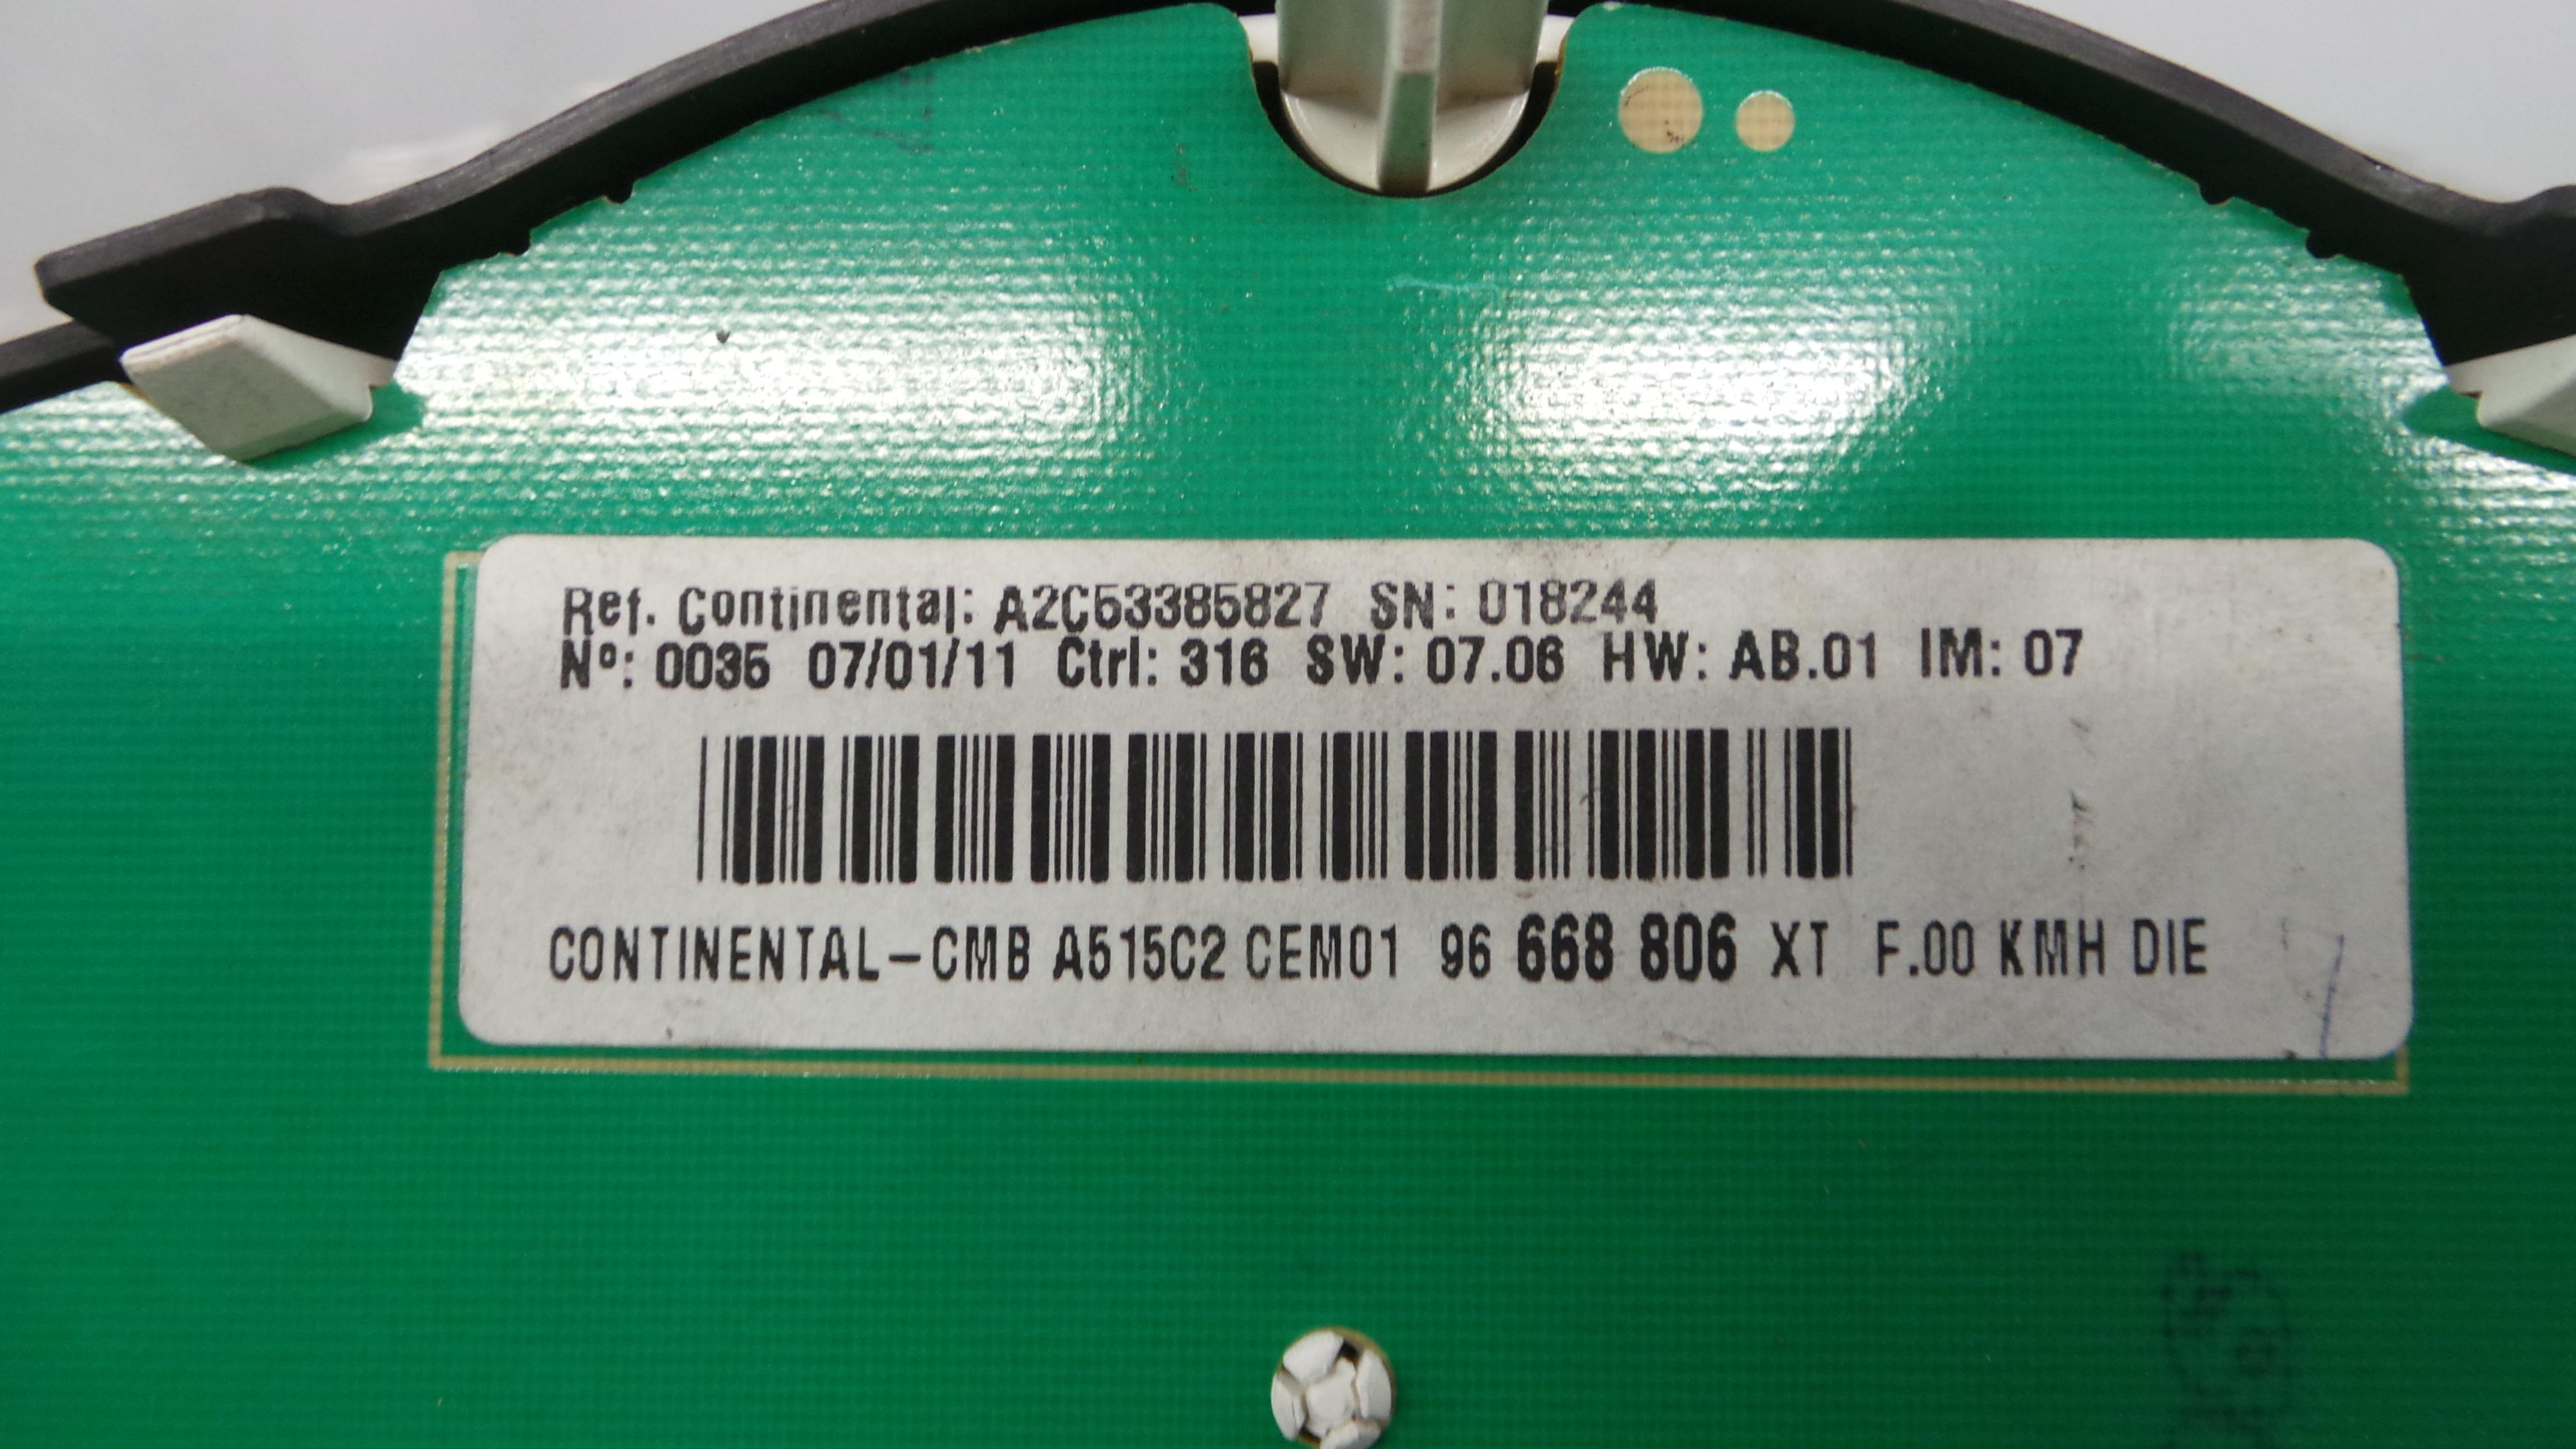 Ref. Continental: A2C53385827 SN: 018244
Nº: 0035 07/01/11 Ctrl: 316 SW: 07.06 HW: AB.01 IM: 07
CONTINENTAL-CMB A515C2 CEM01 96 668 806 XT F.00 KMH DIE